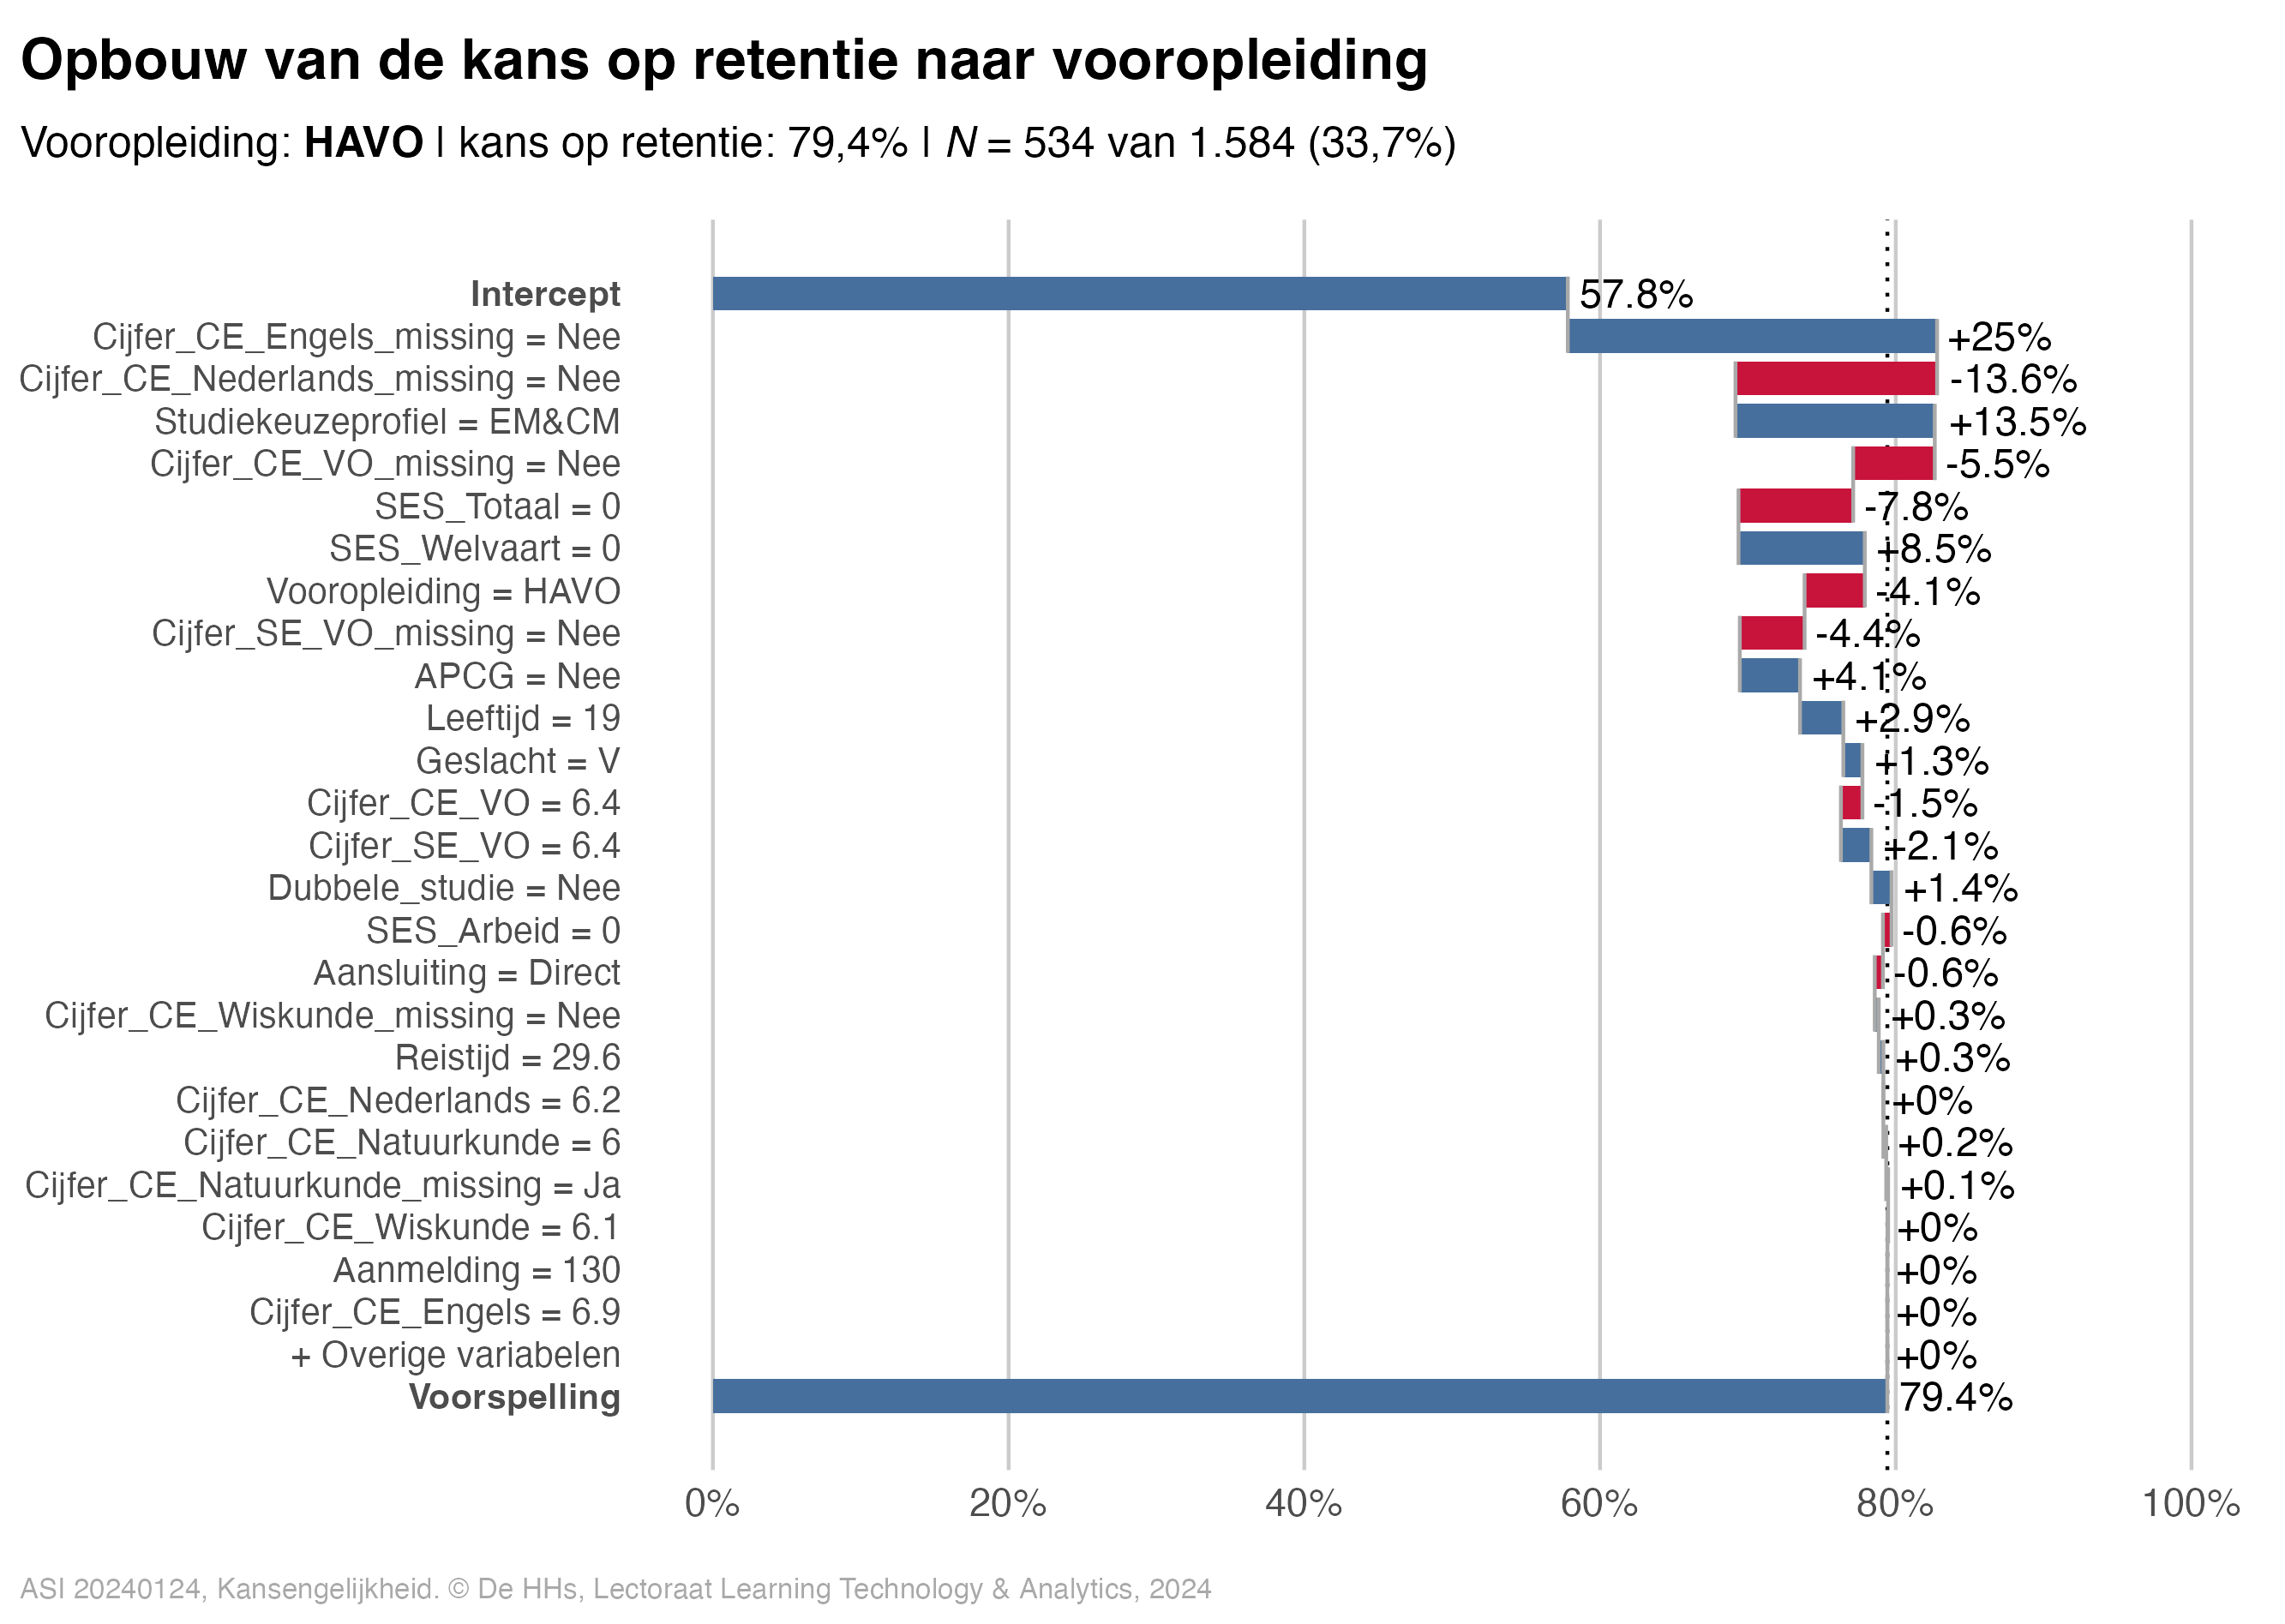 Opbouw van de kans op retentie naar vooropleiding
Vooropleiding: HAVO | kans op retentie: 79,4% | N = 534 van 1.584 (33,7%)
Intercept 57.8%
Cijfer_CE_Engels_missing = Nee +25%
Cijfer_CE_Nederlands_missing = Nee -13.6%
Studiekeuzeprofiel = EM&CM +13.5%
Cijfer_CE_VO_missing = Nee -5.5%
SES_Totaal = 0 -7.8%
SES_Welvaart = 0 +8.5%
Vooropleiding = HAVO -4.1%
Cijfer_SE_VO_missing = Nee -4.4%
APCG = Nee +4.1%
Leeftijd = 19 +2.9%
Geslacht = V +1.3%
Cijfer_CE_VO = 6.4 -1.5%
Cijfer_SE_VO = 6.4 +2.1%
Dubbele_studie = Nee +1.4%
SES_Arbeid = 0 -0.6%
Aansluiting = Direct -0.6%
Cijfer_CE_Wiskunde_missing = Nee +0.3%
Reistijd = 29.6 +0.3%
Cijfer_CE_Nederlands = 6.2 +0%
Cijfer_CE_Natuurkunde = 6 +0.2%
Cijfer_CE_Natuurkunde_missing = Ja +0.1%
Cijfer_CE_Wiskunde = 6.1 +0%
Aanmelding = 130 +0%
Cijfer_CE_Engels = 6.9 +0%
+ Overige variabelen +0%
Voorspelling 79.4%
0% 20% 40% 60% 80% 100%
ASI 20240124, Kansengelijkheid. © De HHs, Lectoraat Learning Technology & Analytics, 2024